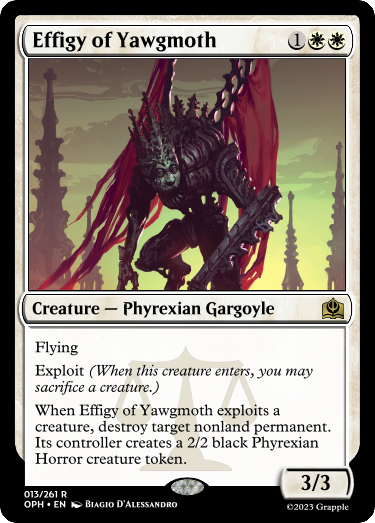 Effigy of Yawgmoth 1
Creature — Phyrexian Gargoyle
Flying
Exploit (When this creature enters, you may
sacrifice a creature.)
When Effigy of Yawgmoth exploits a
creature, destroy target nonland permanent.
Its controller creates a 2/2 black Phyrexian
Horror creature token.
3/3
013/261 R
OPH • EN Biagio D'Alessandro
©2023 Grapple